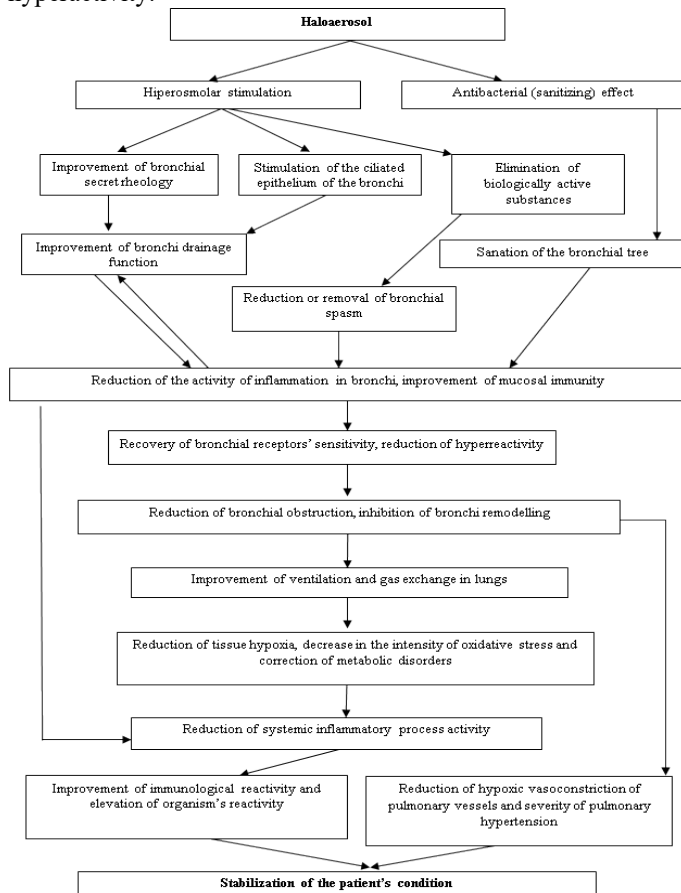 hyperactivity.
Haloaerosol
Hiperosmolar stimulation
Antibacterial (sanitizing) effect
Improvement of bronchial
secret rheology
Stimulation of the ciliated
epithelium of the bronchi
Elimination of
biologically active
substances
Improvement of bronchi drainage
function
Sanation of the bronchial tree
Reduction or removal of bronchial
spasm
Reduction of the activity of inflammation in bronchi, improvement of mucosal immunity
Recovery of bronchial receptors' sensitivity, reduction of hyperreactivity
Reduction of bronchial obstruction, inhibition of bronchi remodelling
Improvement of ventilation and gas exchange in lungs
Reduction of tissue hypoxia, decrease in the intensity of oxidative stress and
correction of metabolic disorders
Reduction of systemic inflammatory process activity
Improvement of immunological reactivity and
elevation of organism's reactivity
Reduction of hypoxic vasoconstriction of
pulmonary vessels and severity of pulmonary
hypertension
Stabilization of the patient's condition